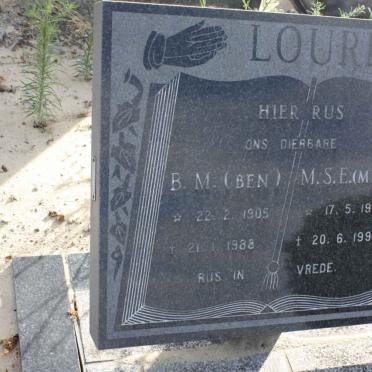 LOUR
HIER RUS
ONS DIERBARE
B. M. (BEN) M.S.E.(M
☆ 22. 2. 1905 ☆ 17. 5. 1
† 21. 1. 1988 † 20. 6. 199
RUS IN VREDE.